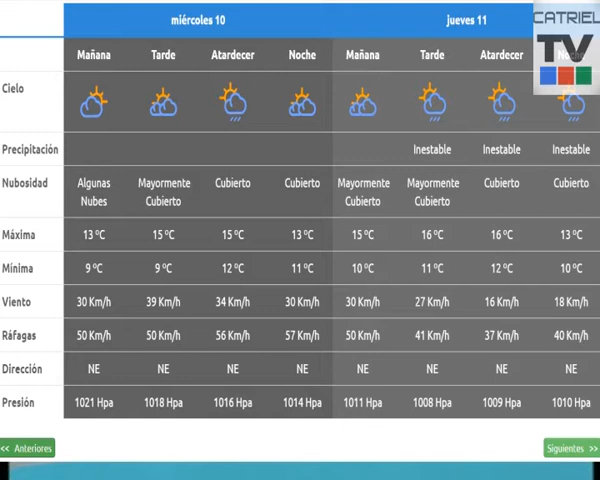 miércoles 10 jueves 11
CATRIEL
TV
Mañana Tarde Atardecer Noche Mañana Tarde Atardecer Noche
Cielo
Precipitación Inestable Inestable Inestable
Nubosidad Algunas Mayormente Cubierto Cubierto Mayormente Mayormente Cubierto Cubierto
Nubes Cubierto Cubierto Cubierto
Máxima 13 ºC 15 ºC 15 ºC 13 ºC 15 ºC 16 ºC 16 ºC 13 ºC
Mínima 9 ºC 9 ºC 12 ºC 11 ºC 10 ºC 11 ºC 12 ºC 10 ºC
Viento 30 Km/h 39 Km/h 34 Km/h 30 Km/h 30 Km/h 27 Km/h 16 Km/h 18 Km/h
Ráfagas 50 Km/h 50 Km/h 56 Km/h 57 Km/h 50 Km/h 41 Km/h 37 Km/h 40 Km/h
Dirección NE NE NE NE NE NE NE NE
Presión 1021 Hpa 1018 Hpa 1016 Hpa 1014 Hpa 1011 Hpa 1008 Hpa 1009 Hpa 1010 Hpa
<< Anteriores Siguientes >>